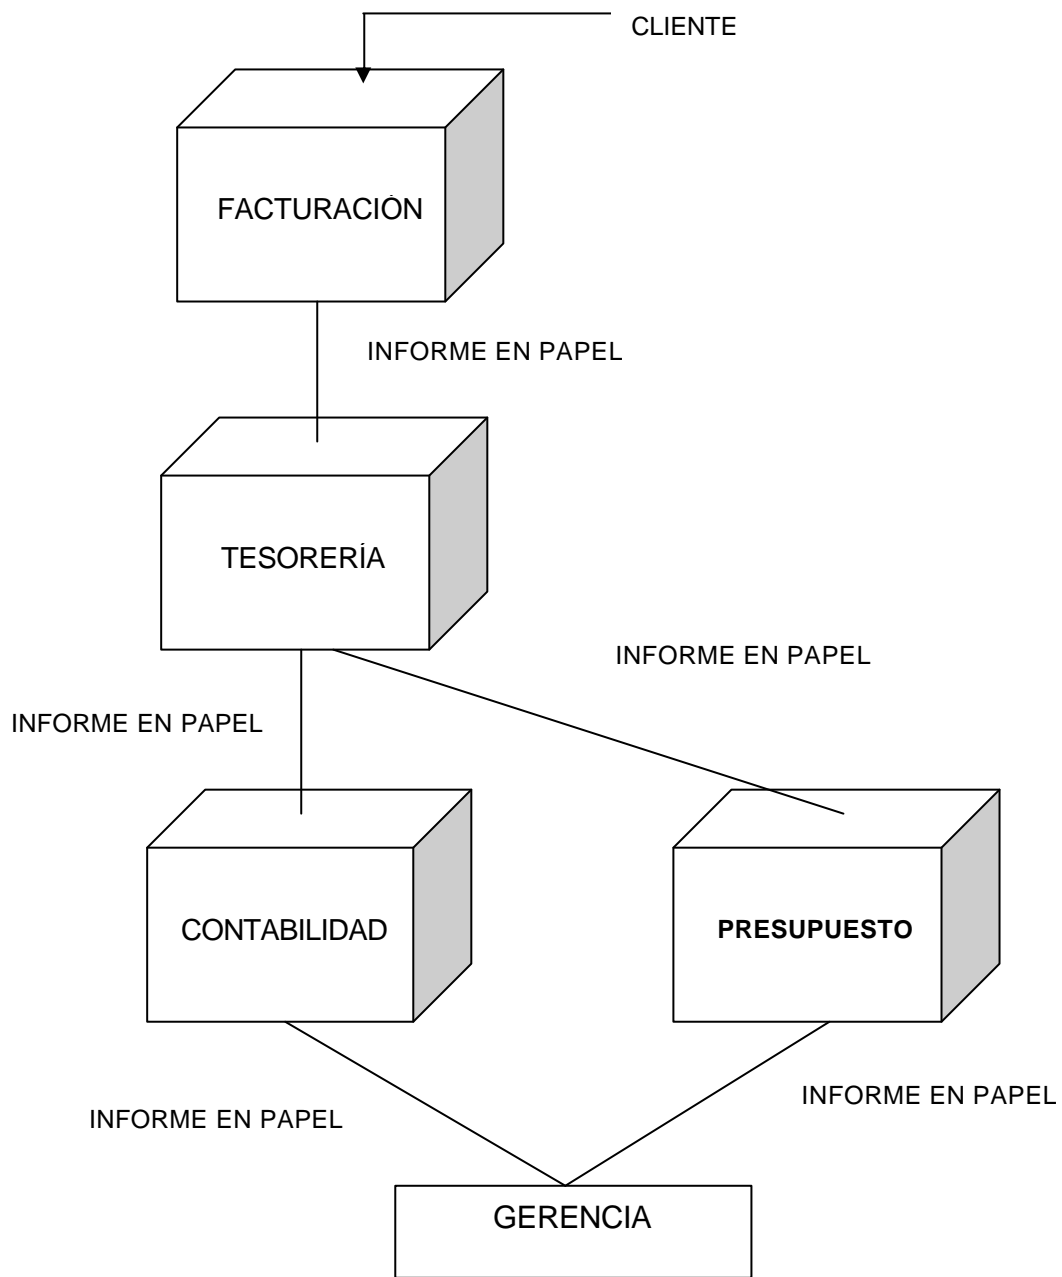 CLIENTE
FACTURACIÓN
INFORME EN PAPEL
TESORERÍA
INFORME EN PAPEL
INFORME EN PAPEL
CONTABILIDAD
PRESUPUESTO
INFORME EN PAPEL
INFORME EN PAPEL
GERENCIA